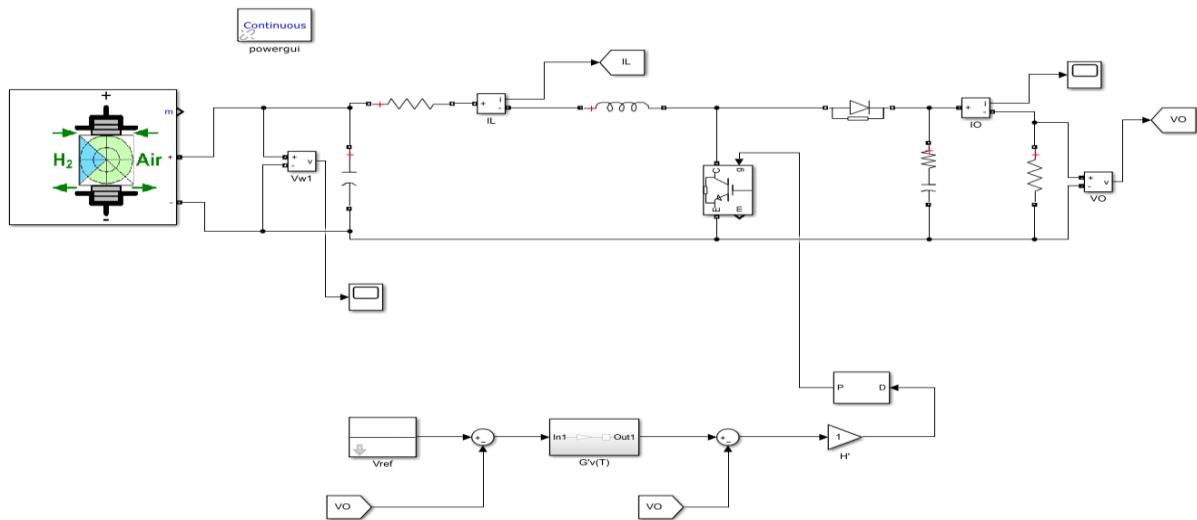 Continuous
powergui
IL
+
m
i
+
-
IL
i
+
-
IO
VO
H2
Air
+
-
+
-
v
Vw1
C
g
E
m
+
-
v
VO
-
P
D
Vref
+
-
In1
Out1
G'v(T)
+
-
1
H'
VO
VO